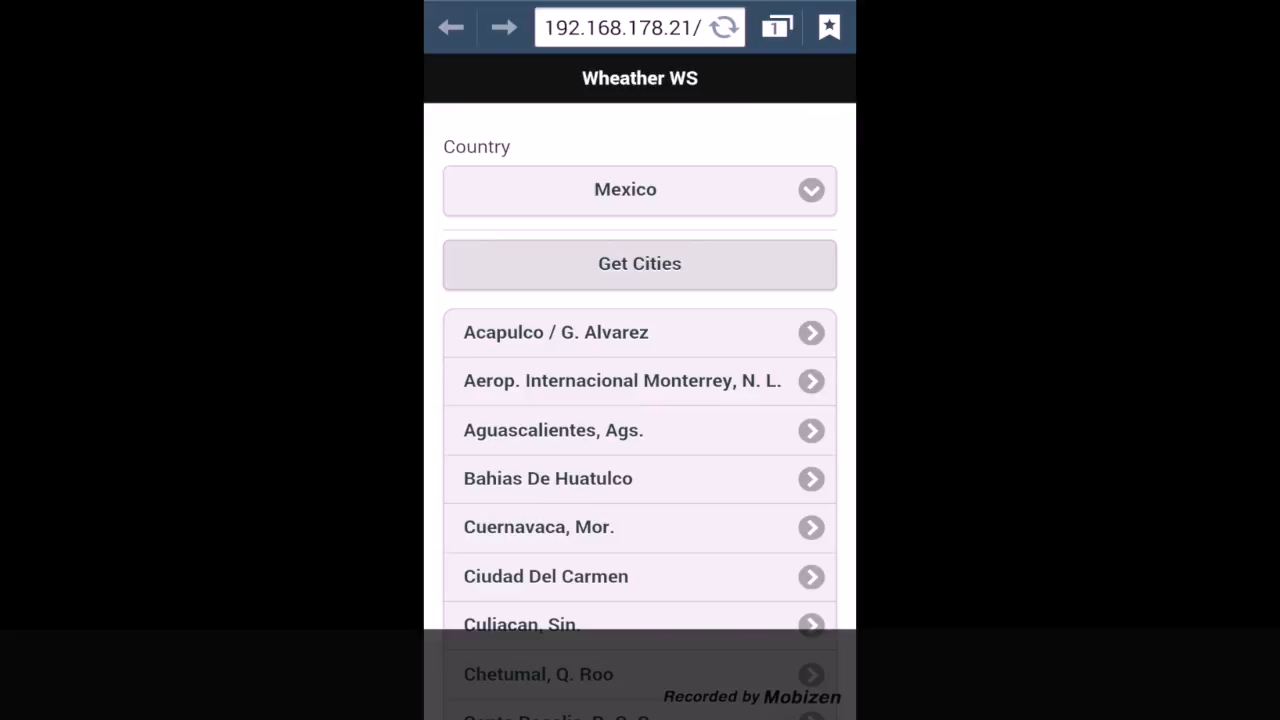 192.168.178.21/
1
Wheather WS
Country
Mexico
Get Cities
Acapulco / G. Alvarez
Aerop. Internacional Monterrey, N. L.
Aguascalientes, Ags.
Bahias De Huatulco
Cuernavaca, Mor.
Ciudad Del Carmen
Culiacan, Sin.
Chetumal, Q. Roo
Recorded by Mobizen